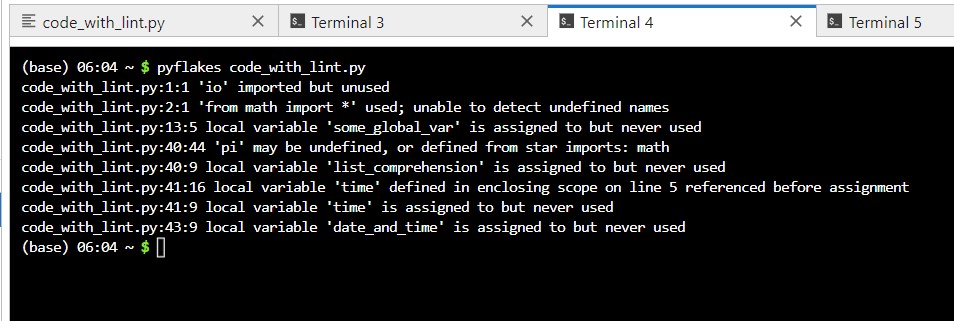 code_with_lint.py Terminal 3 Terminal 4 Terminal 5
(base) 06:04 ~ $ pyflakes code_with_lint.py
code_with_lint.py:1:1 'io' imported but unused
code_with_lint.py:2:1 'from math import *' used; unable to detect undefined names
code_with_lint.py:13:5 local variable 'some_global_var' is assigned to but never used
code_with_lint.py:40:44 'pi' may be undefined, or defined from star imports: math
code_with_lint.py:40:9 local variable 'list_comprehension' is assigned to but never used
code_with_lint.py:41:16 local variable 'time' defined in enclosing scope on line 5 referenced before assignment
code_with_lint.py:41:9 local variable 'time' is assigned to but never used
code_with_lint.py:43:9 local variable 'date_and_time' is assigned to but never used
(base) 06:04 ~ $